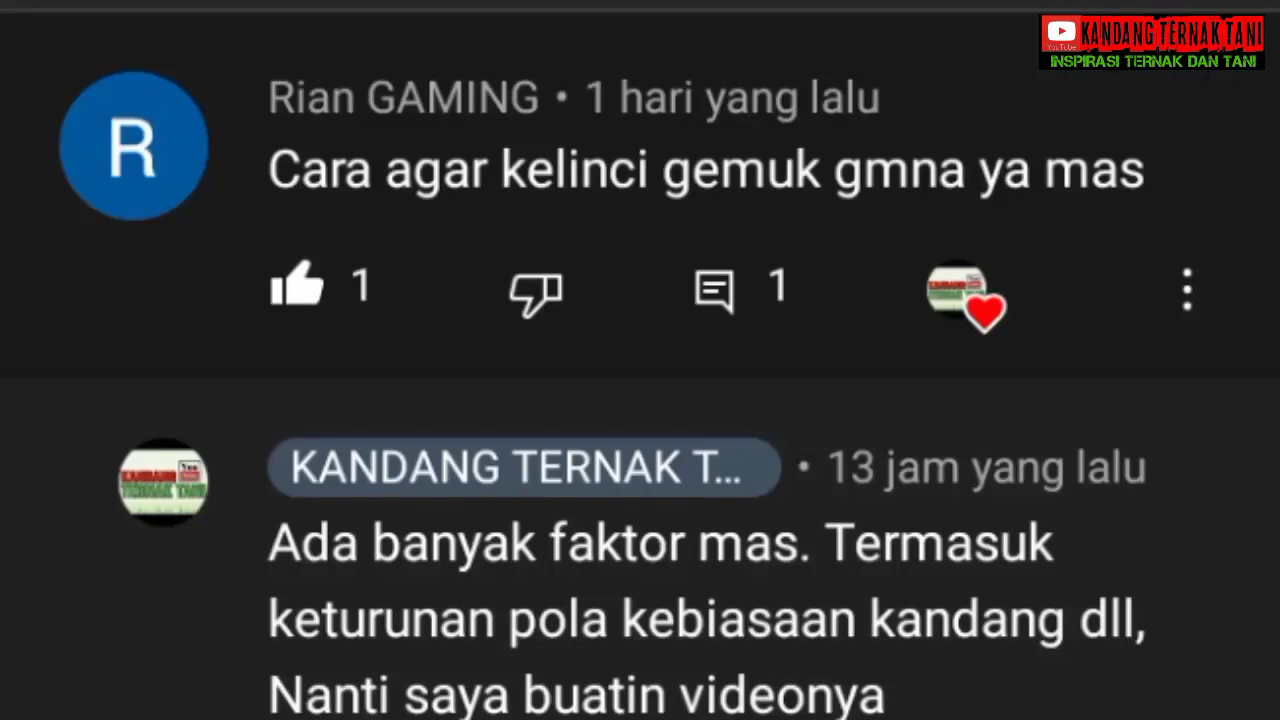 YouTube
KANDANG TERNAK TANI
INSPIRASI TERNAK DAN TANI
R
Rian GAMING • 1 hari yang lalu
Cara agar kelinci gemuk gmna ya mas
1 1
KANDANG TERNAK T... • 13 jam yang lalu
Ada banyak faktor mas. Termasuk
keturunan pola kebiasaan kandang dll,
Nanti saya buatin videonya